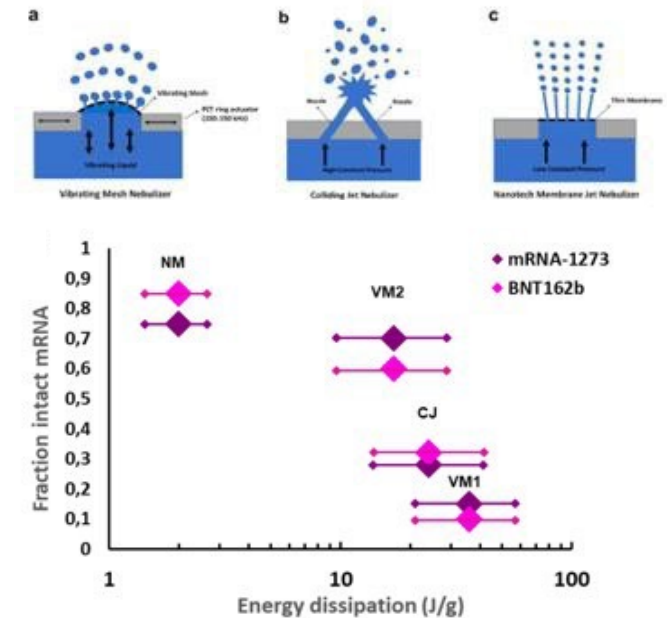 a
b
c
Vibrating Mesh
PZT ring actuator
Vibrating Liquid
Vibrating Mesh Nebulizer
Nozzle
Nozzle
High Constant Pressure
Colliding Jet Nebulizer
Thin Membrane
Low Constant Pressure
Nanotech Membrane Jet Nebulizer
Fraction intact mRNA
1
0,9
0,8
0,7
0,6
0,5
0,4
0,3
0,2
0,1
0
NM
VM2
CJ
VM1
mRNA-1273
BNT162b
1
10
100
Energy dissipation (J/g)